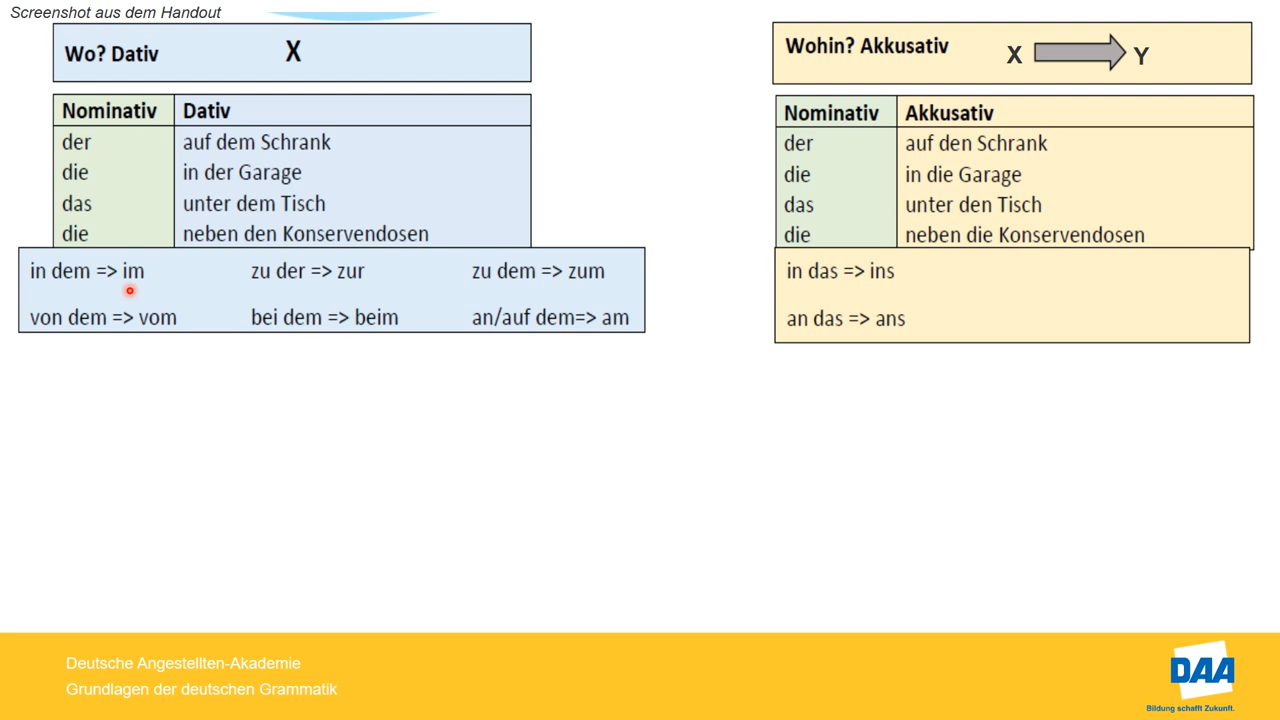 Screenshot aus dem Handout
Wo? Dativ X
Nominativ Dativ
der auf dem Schrank
die in der Garage
das unter dem Tisch
die neben den Konservendosen
in dem => im zu der => zur zu dem => zum
von dem => vom bei dem => beim an/auf dem=> am
Wohin? Akkusativ X Y
Nominativ Akkusativ
der auf den Schrank
die in die Garage
das unter den Tisch
die neben die Konservendosen
in das => ins
an das => ans
Deutsche Angestellten-Akademie
Grundlagen der deutschen Grammatik
DAA
Bildung schafft Zukunft.